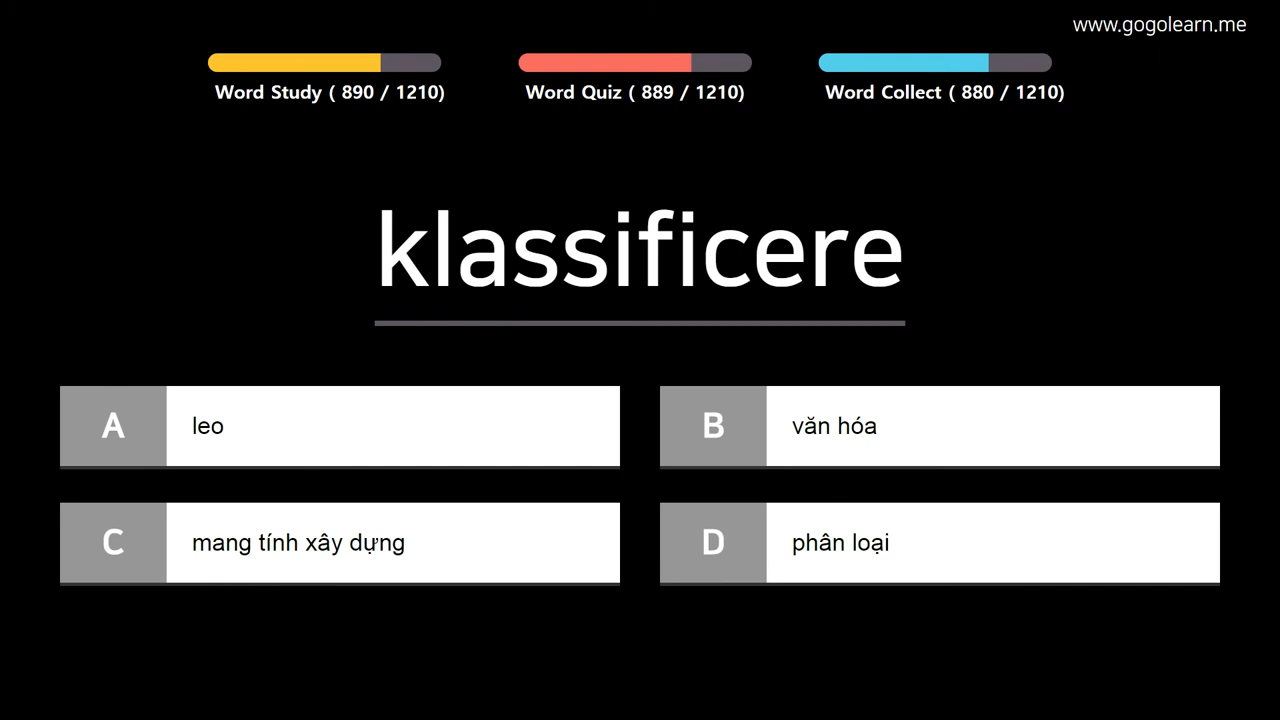 www.gogolearn.me
Word Study ( 890 / 1210)
Word Quiz ( 889 / 1210)
Word Collect ( 880 / 1210)
klassificere
A
leo
B
văn hóa
C
mang tính xây dựng
D
phân loại